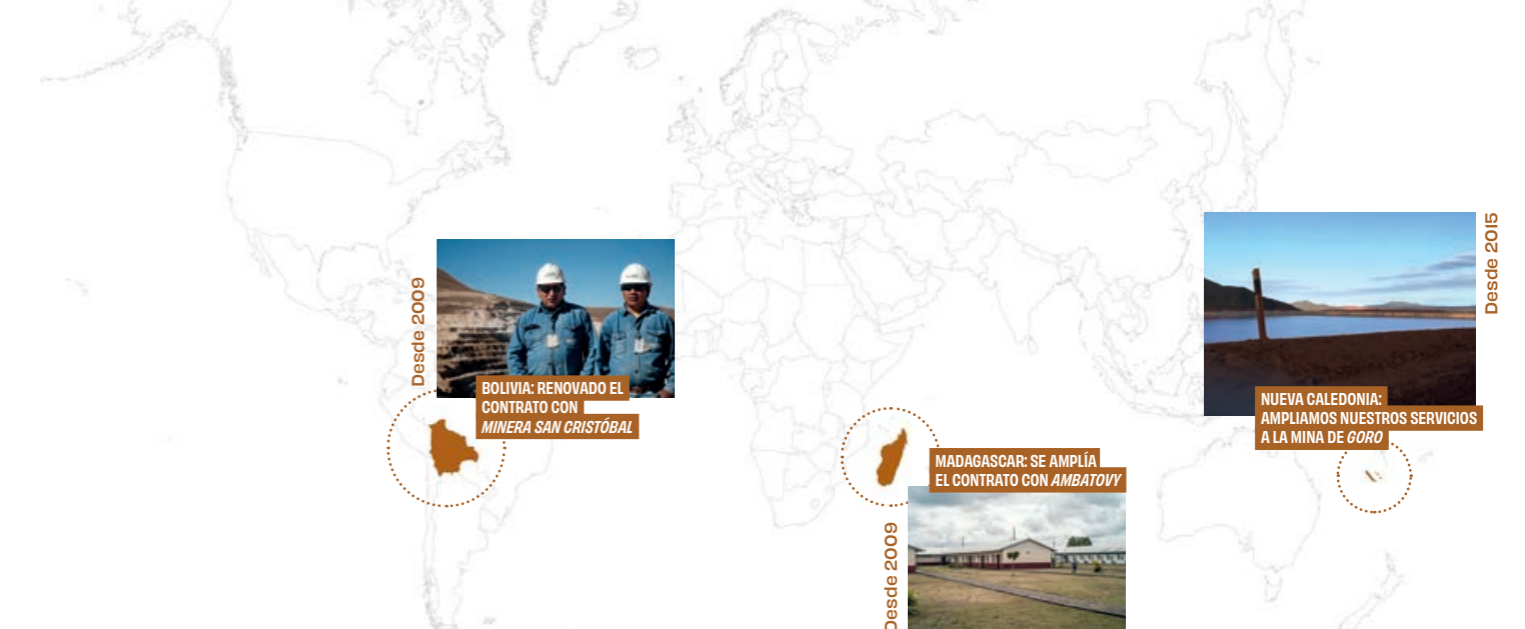 Desde 2009
BOLIVIA: RENOVADO EL
CONTRATO CON
MINERA SAN CRISTÓBAL
Desde 2009
MADAGASCAR: SE AMPLÍA
EL CONTRATO CON AMBATOVY
Desde 2015
NUEVA CALEDONIA:
AMPLIAMOS NUESTROS SERVICIOS
A LA MINA DE GORO